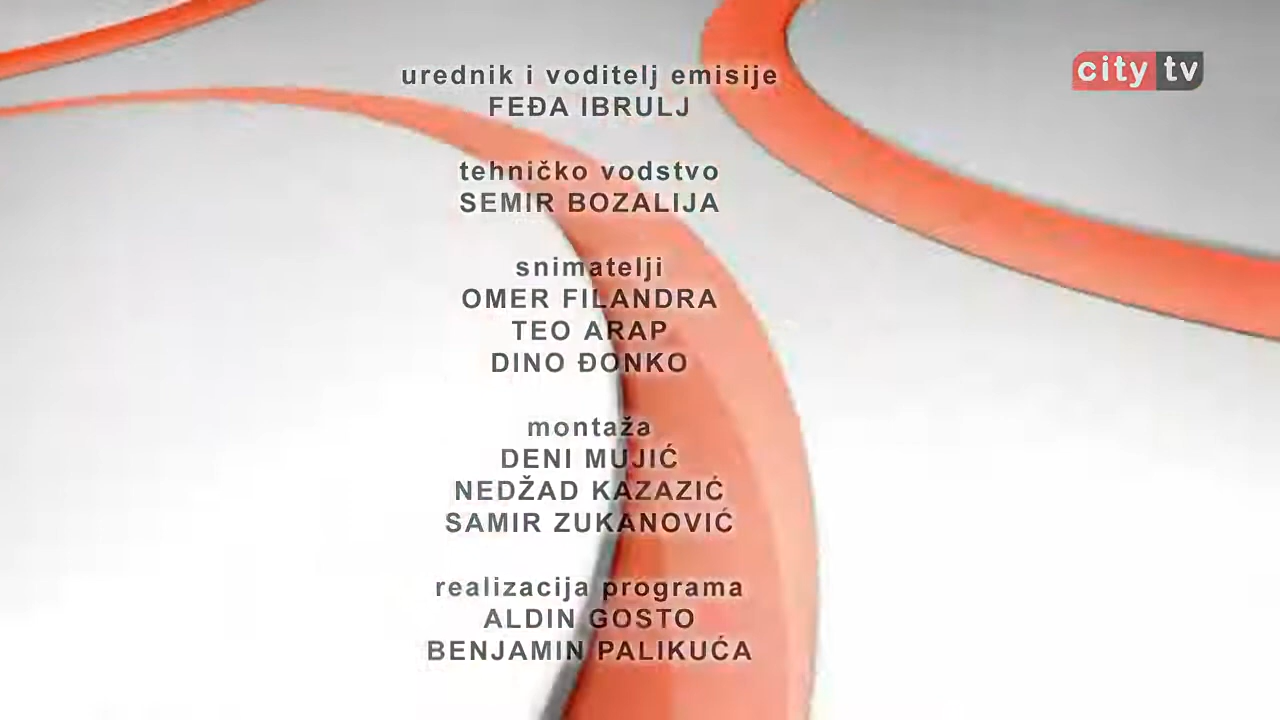 city tv
urednik i voditelj emisije
FEĐA IBRULJ
tehničko vodstvo
SEMIR BOZALIJA
snimatelji
OMER FILANDRA
TEO ARAP
DINO ĐONKO
montaža
DENI MUJIĆ
NEDŽAD KAZAZIĆ
SAMIR ZUKANOVIĆ
realizacija programa
ALDIN GOSTO
BENJAMIN PALIKUĆA